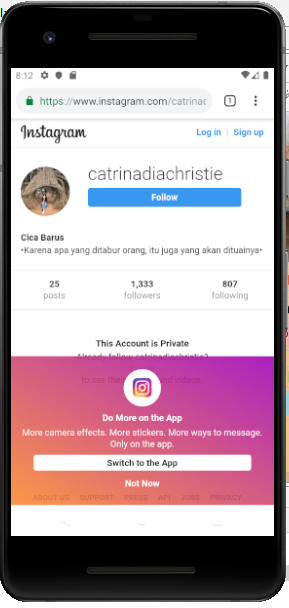 8:12
https://www.instagram.com/catrinac
1
Instagram
Log in | Sign up
catrinadiachristie
Follow
Cica Barus
•Karena apa yang ditabur orang, itu juga yang akan dituainya•
25 1,333 807
posts followers following
This Account is Private
Already follow catrinadiachristie?
to see their photos and videos.
Do More on the App
More camera effects. More stickers. More ways to message.
Only on the app.
Switch to the App
Not Now
ABOUT US SUPPORT PRESS API JOBS PRIVACY